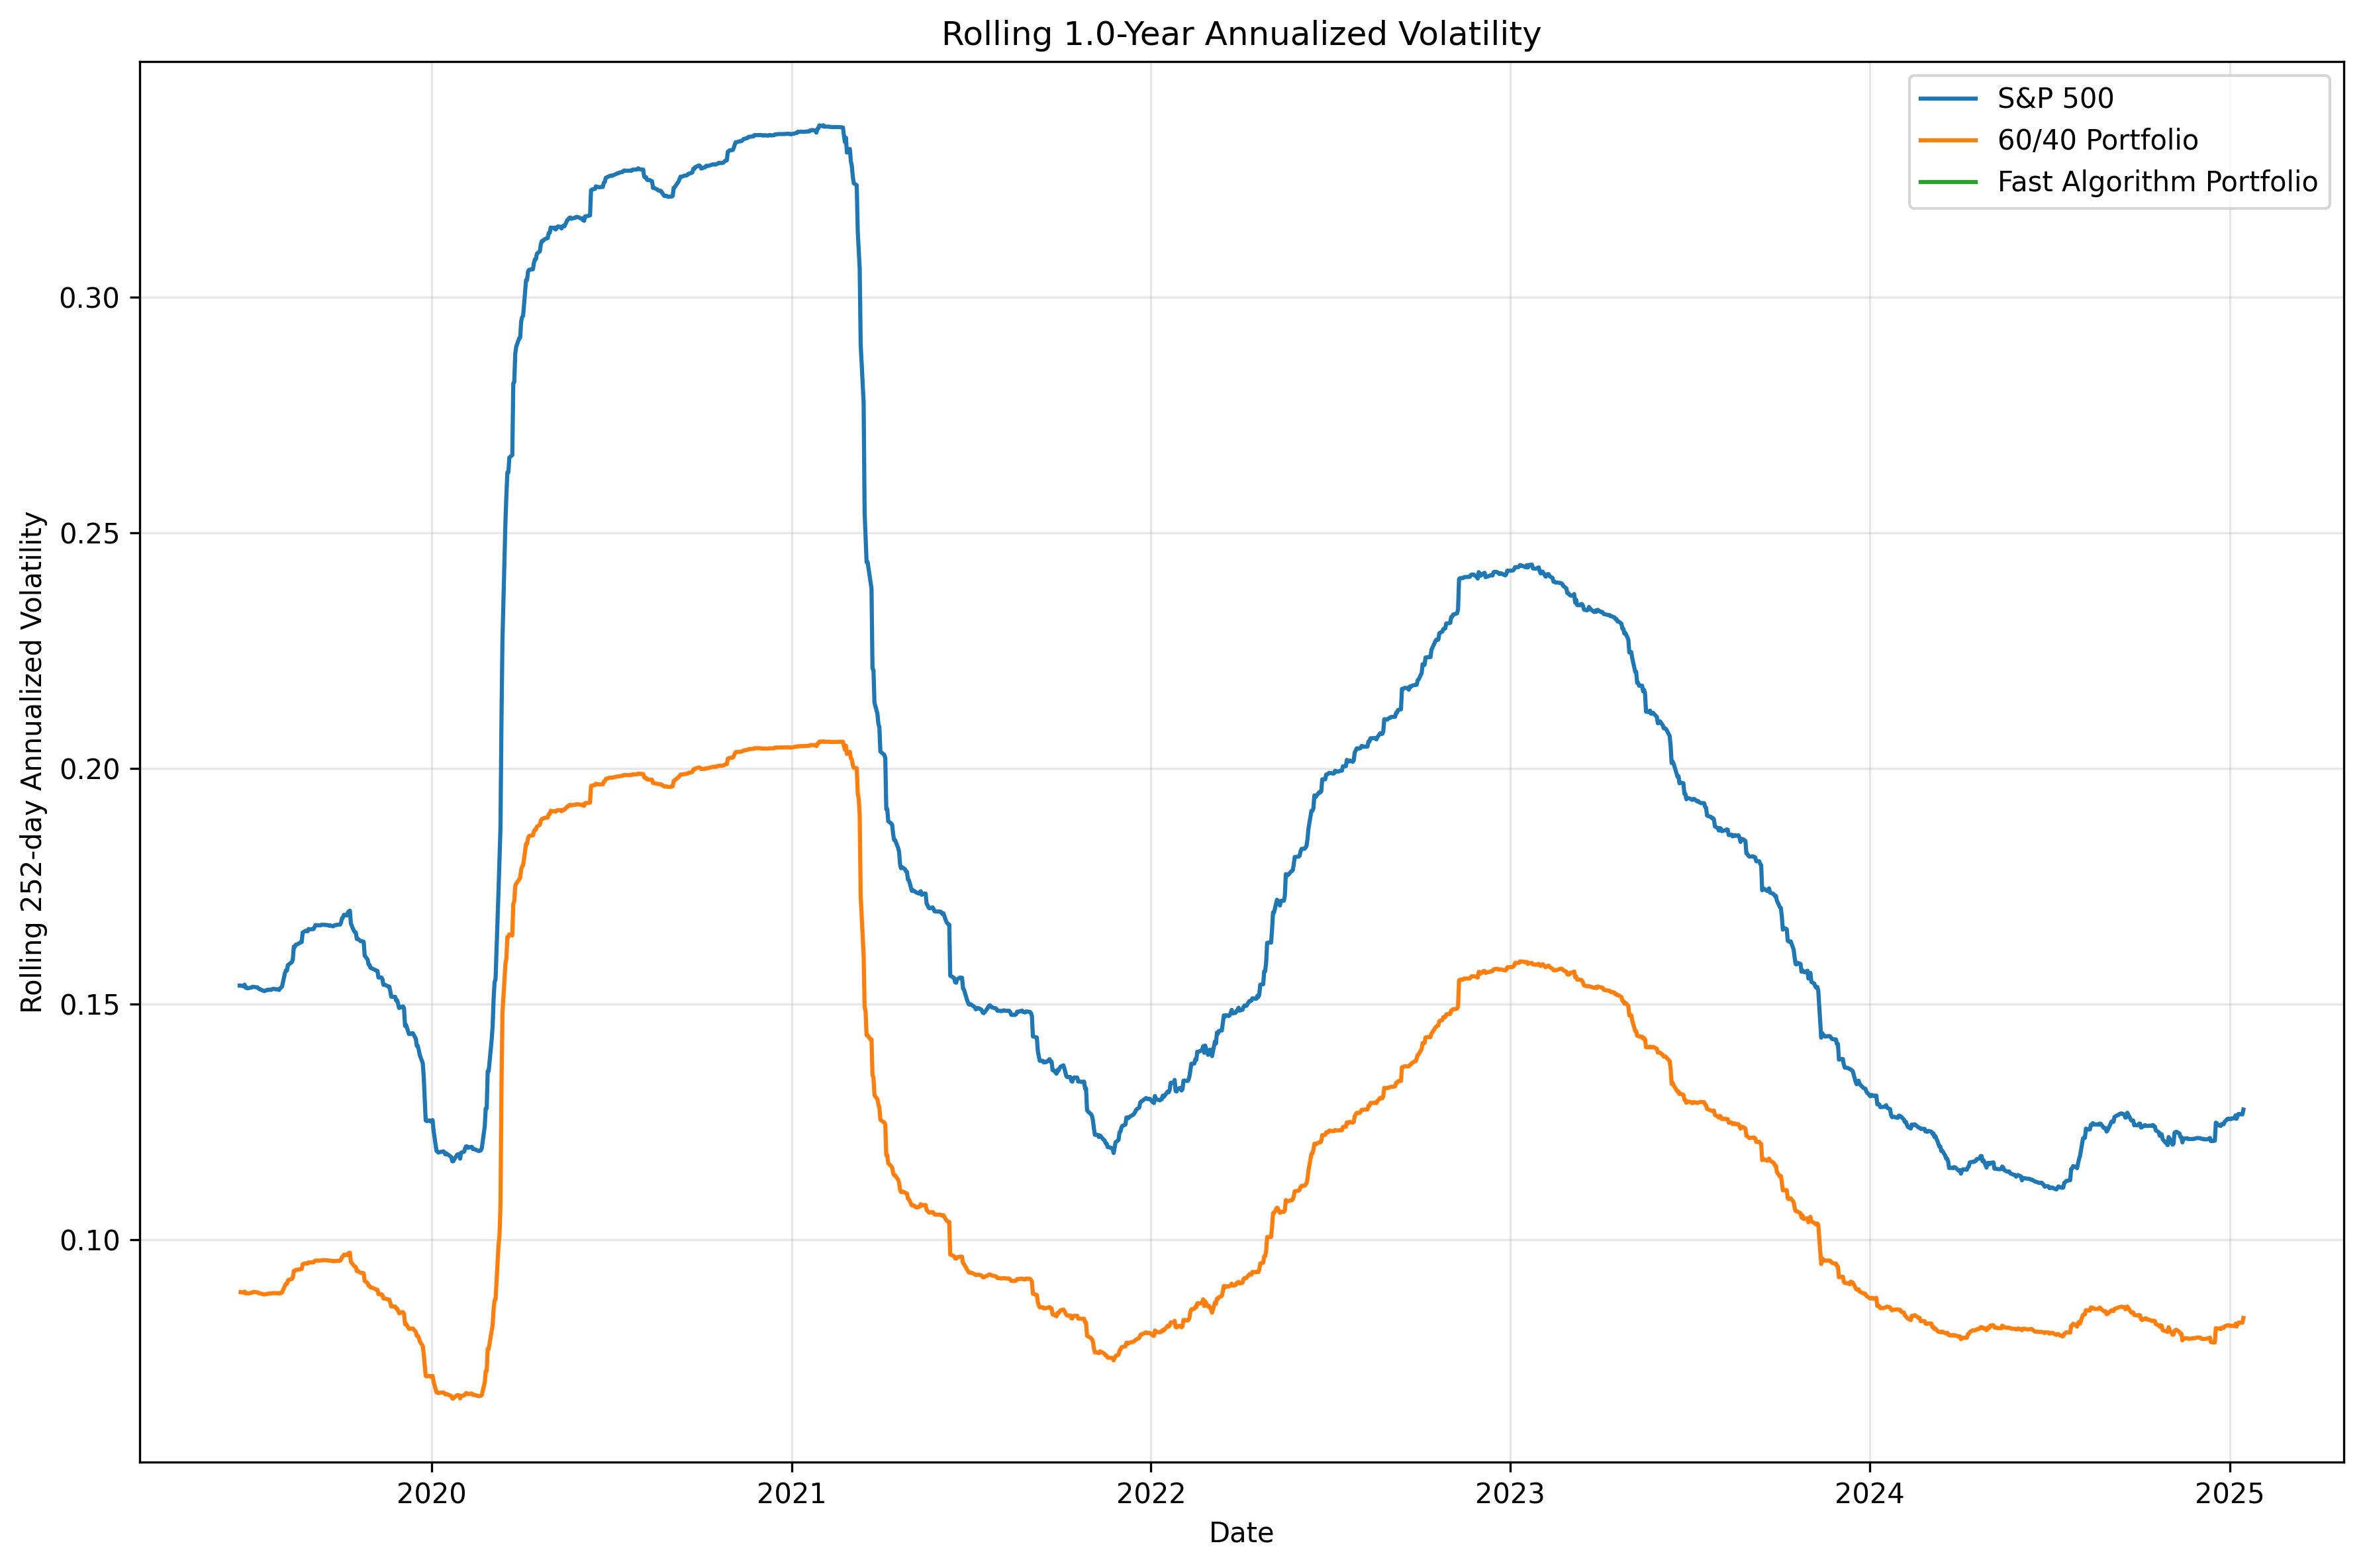 Rolling 1.0-Year Annualized Volatility
S&P 500
60/40 Portfolio
Fast Algorithm Portfolio
Rolling 252-day Annualized Volatility
0.30
0.25
0.20
0.15
0.10
2020
2021
2022
2023
2024
2025
Date